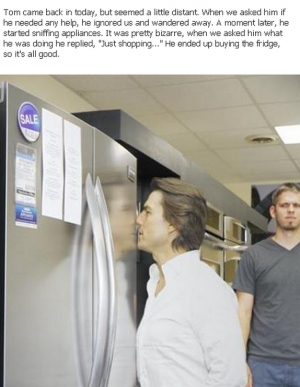 Tom came back in today, but seemed a little distant. When we asked him if
he needed any help, he ignored us and wandered away. A moment later, he
started sniffing appliances. It was pretty bizarre, when we asked him what
he was doing he replied, "Just shopping..." He ended up buying the fridge,
so it's all good.
SALE